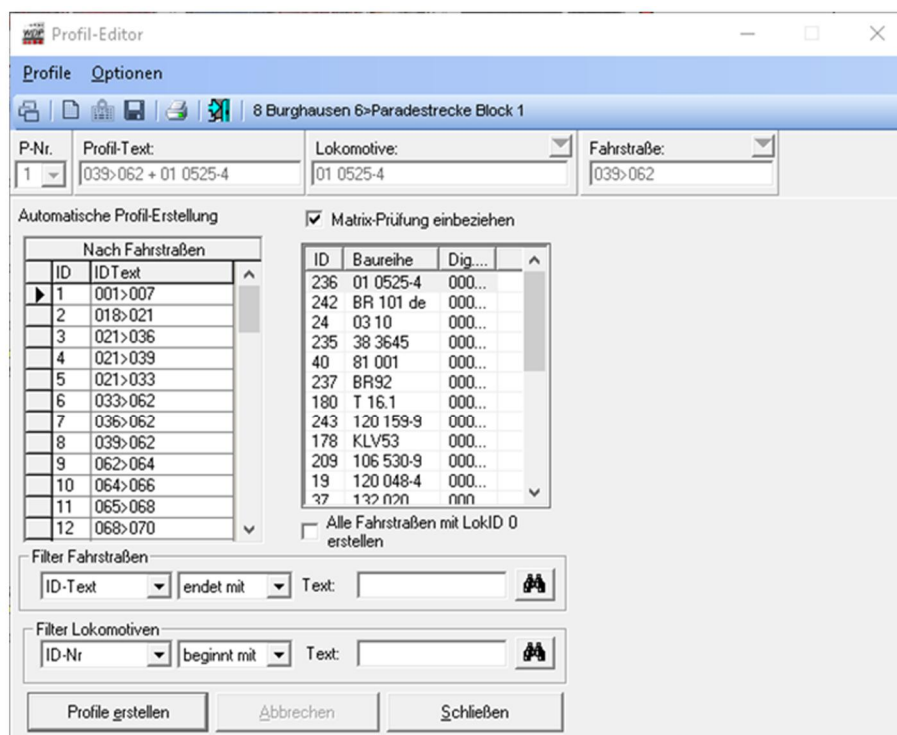 Profil-Editor
Profile Optionen
8 Burghausen 6>Paradestrecke Block 1
P-Nr. Profil-Text: Lokomotive: Fahrstraße:
1 039>062 + 01 0525-4 01 0525-4 039>062
Automatische Profil-Erstellung
Nach Fahrstraßen
ID IDText
1 001>007
2 018>021
3 021>036
4 021>039
5 021>033
6 033>062
7 036>062
8 039>062
9 062>064
10 064>066
11 065>068
12 068>070
Matrix-Prüfung einbeziehen
ID Baureihe Dig....
236 01 0525-4 000...
242 BR 101 de 000...
24 03 10 000...
235 38 3645 000...
40 81 001 000...
237 BR92 000...
180 T 16.1 000...
243 120 159-9 000...
178 KLV53 000...
209 106 530-9 000...
19 120 048-4 000...
37 132 020 000
Alle Fahrstraßen mit LokID 0
erstellen
Filter Fahrstraßen
ID-Text endet mit Text:
Filter Lokomotiven
ID-Nr beginnt mit Text:
Profile erstellen Abbrechen Schließen